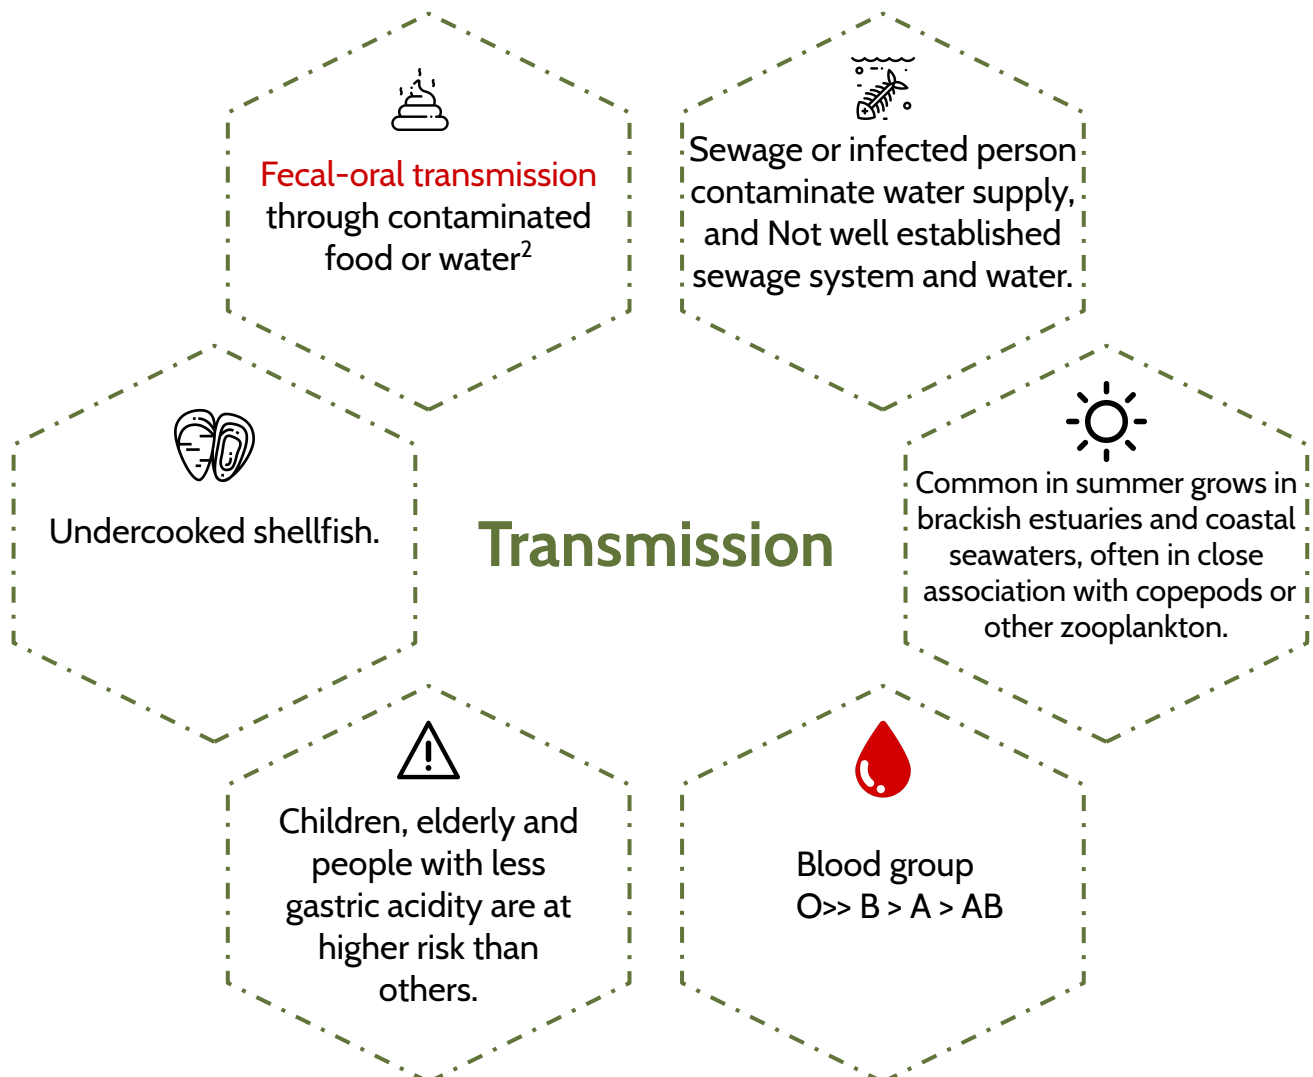 Fecal-oral transmission
through contaminated
food or water2
Sewage or infected person
contaminate water supply,
and Not well established
sewage system and water.
Undercooked shellfish.
Transmission
Common in summer grows in
brackish estuaries and coastal
seawaters, often in close
association with copepods or
other zooplankton.
Children, elderly and
people with less
gastric acidity are at
higher risk than
others.
Blood group
O>> B > A > AB